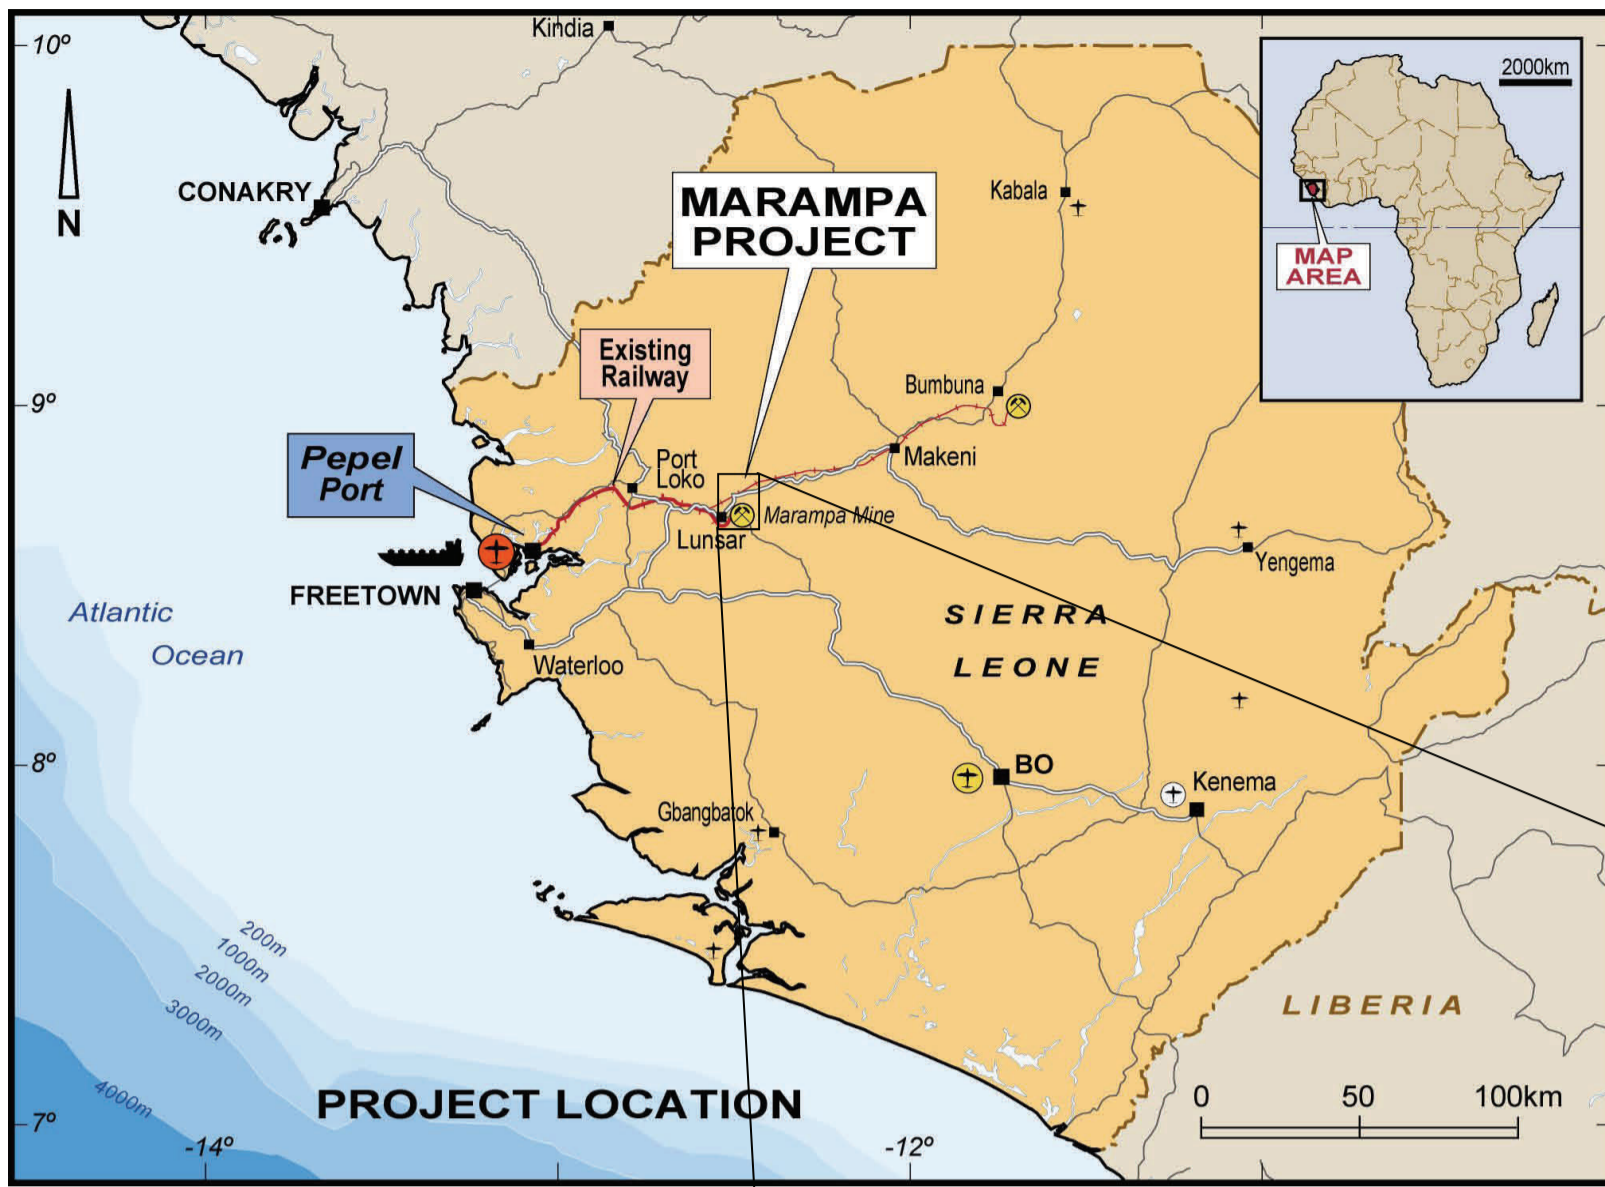 10º
Kindia
2000km
CONAKRY
N
Kabala
MARAMPA
PROJECT
MAP
AREA
Existing
Railway
Bumbuna
9º
Pepel
Port
Port
Loko
Makeni
Marampa Mine
Lunsar
Yengema
FREETOWN
Atlantic
Ocean
SIERRA
LEONE
Waterloo
8º
BO
Kenema
Gbangbatok
200m
1000m
2000m
3000m
4000m
LIBERIA
0 50 100km
PROJECT LOCATION
7º
-14º
-12º